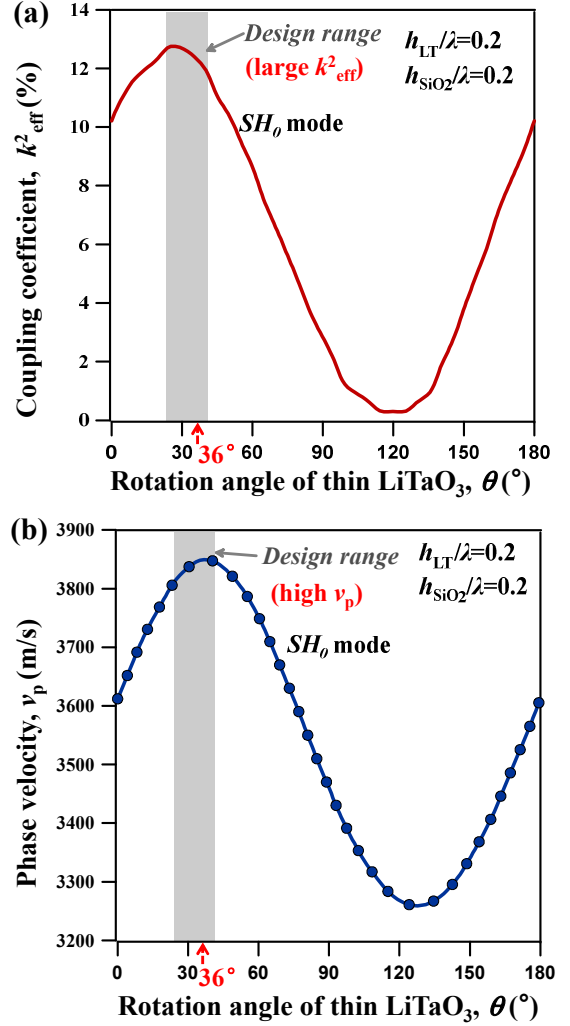 (a)
14
12
10
8
6
4
2
0
Coupling coefficient, k²eff (%)
Design range
(large k²eff)
hLT/λ=0.2
hSiO2/λ=0.2
SH0 mode
0 30 60 90 120 150 180
36°
Rotation angle of thin LiTaO3, θ (°)
(b)
3900
3800
3700
3600
3500
3400
3300
3200
Phase velocity, vp (m/s)
Design range
(high vp)
hLT/λ=0.2
hSiO2/λ=0.2
SH0 mode
0 30 60 90 120 150 180
36°
Rotation angle of thin LiTaO3, θ (°)